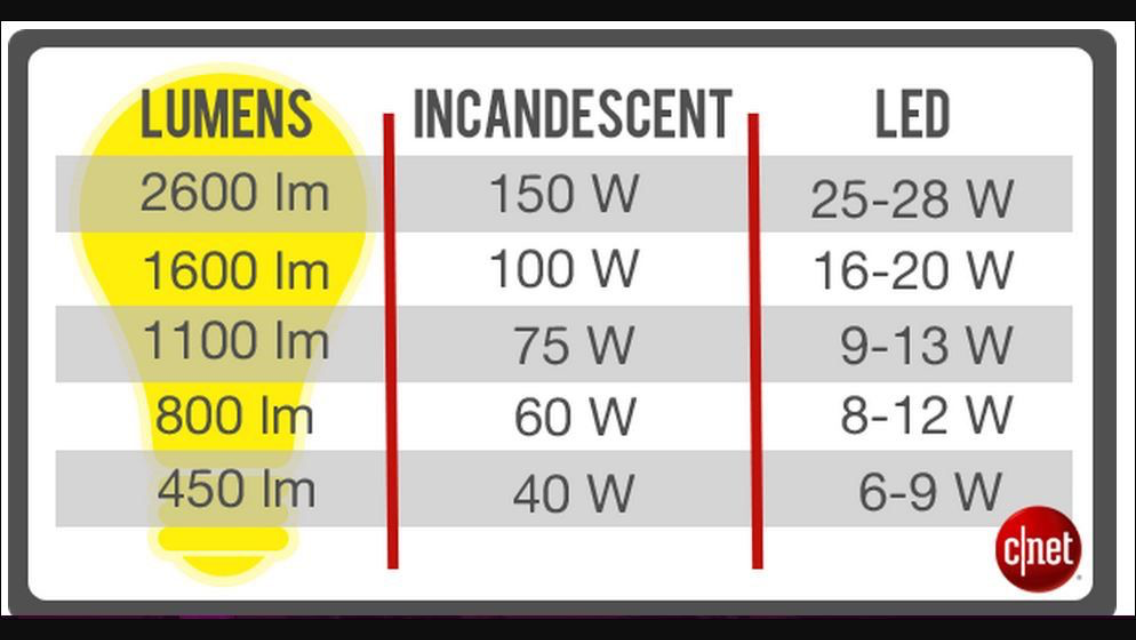 LUMENS INCANDESCENT LED
2600 lm 150 W 25-28 W
1600 lm 100 W 16-20 W
1100 lm 75 W 9-13 W
800 lm 60 W 8-12 W
450 lm 40 W 6-9 W
c|net